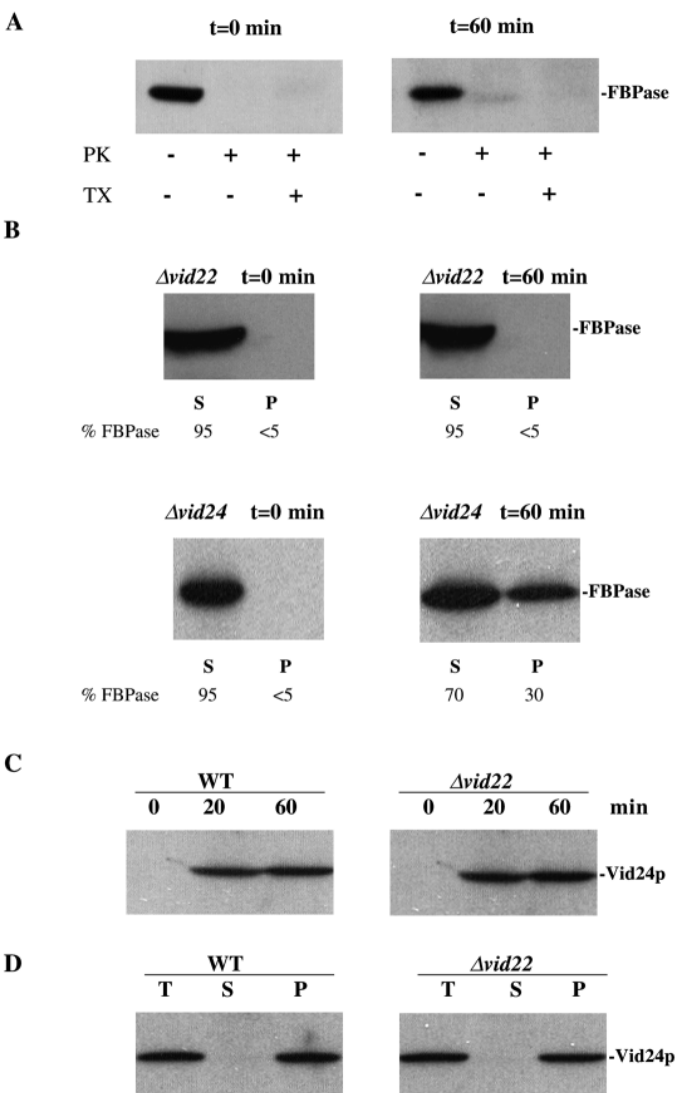 A
t=0 min t=60 min
-FBPase
PK - + + - + +
TX - - + - - +
B
Δvid22 t=0 min Δvid22 t=60 min
-FBPase
S P S P
% FBPase 95 <5 95 <5
Δvid24 t=0 min Δvid24 t=60 min
-FBPase
S P S P
% FBPase 95 <5 70 30
C
WT Δvid22
0 20 60 0 20 60 min
-Vid24p
D
WT Δvid22
T S P T S P
-Vid24p